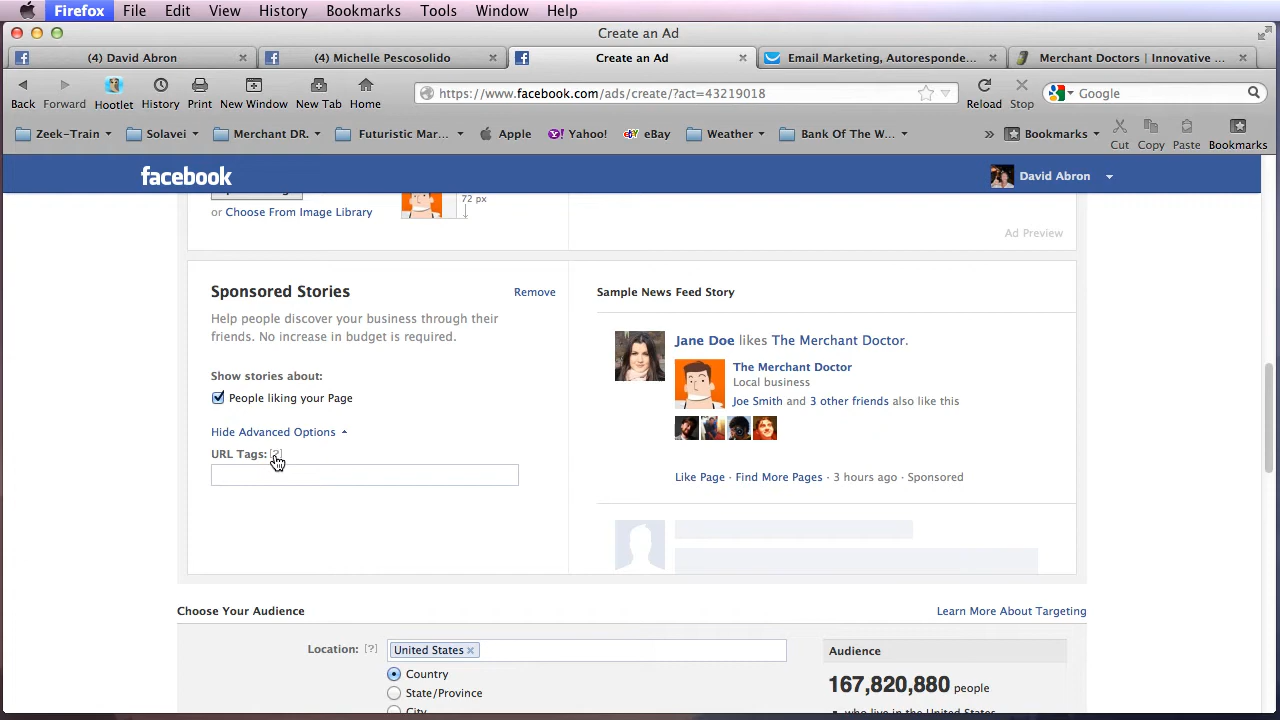 Firefox File Edit View History Bookmarks Tools Window Help
Create an Ad
(4) David Abron
(4) Michelle Pescosolido
Create an Ad
Email Marketing, Autoresponde...
Merchant Doctors | Innovative ...
Back Forward Hootlet History Print New Window New Tab Home
https://www.facebook.com/ads/create/?act=43219018
Reload Stop
Google
Zeek-Train Solavei Merchant DR. Futuristic Mar... Apple Yahoo! eBay Weather Bank Of The W... » Bookmarks
Cut Copy Paste Bookmarks
facebook
David Abron
or Choose From Image Library
72 px
Ad Preview
Sponsored Stories
Remove
Help people discover your business through their
friends. No increase in budget is required.
Show stories about:
People liking your Page
Hide Advanced Options
URL Tags: [?]
Sample News Feed Story
Jane Doe likes The Merchant Doctor.
The Merchant Doctor
Local business
Joe Smith and 3 other friends also like this
Like Page · Find More Pages · 3 hours ago · Sponsored
Choose Your Audience
Learn More About Targeting
Location: [?]
United States
Country
State/Province
City
Audience
167,820,880 people
who live in the United States